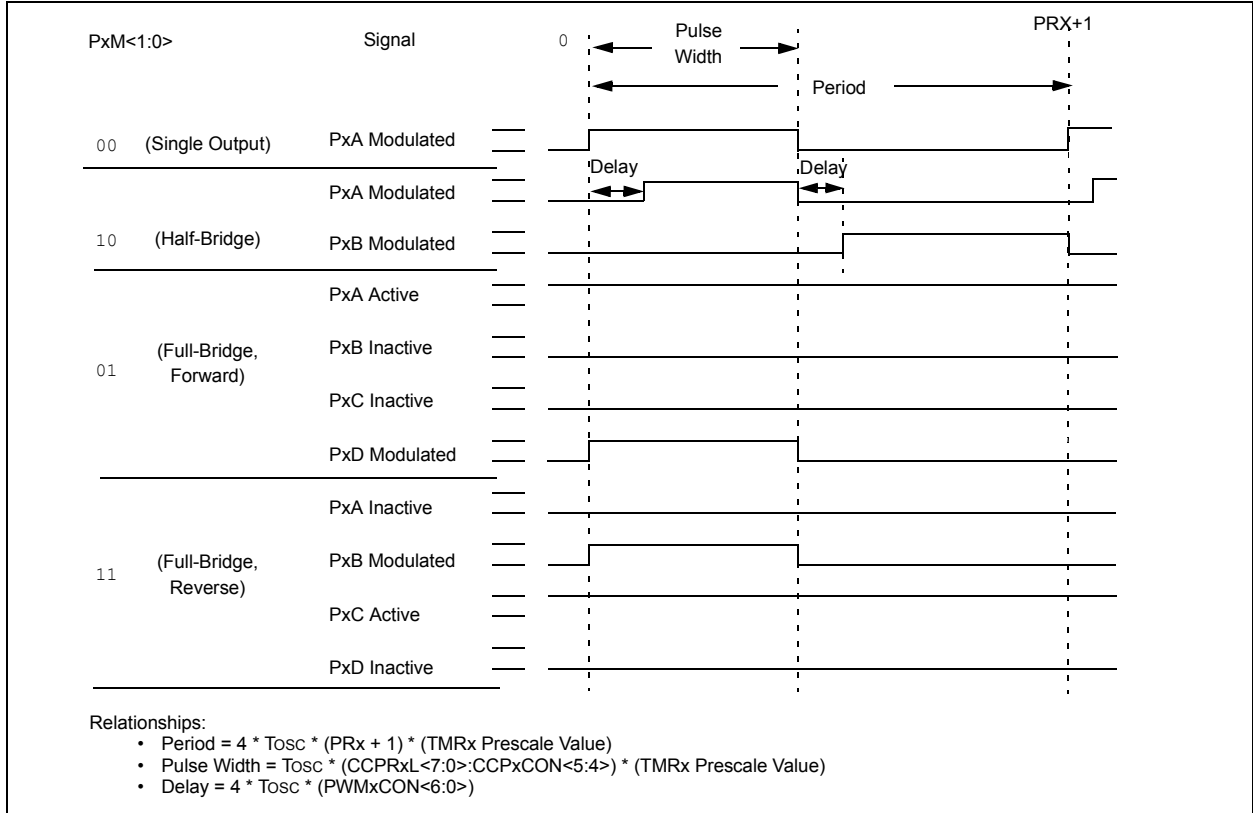 PxM<1:0>
Signal
0
Pulse
Width
PRX+1
Period
00
(Single Output)
PxA Modulated
Delay
Delay
PxA Modulated
10
(Half-Bridge)
PxB Modulated
PxA Active
PxB Inactive
01
(Full-Bridge,
Forward)
PxC Inactive
PxD Modulated
PxA Inactive
11
(Full-Bridge,
Reverse)
PxB Modulated
PxC Active
PxD Inactive
Relationships:
• Period = 4 * TOSC * (PRx + 1) * (TMRx Prescale Value)
• Pulse Width = TOSC * (CCPRxL<7:0>:CCPxCON<5:4>) * (TMRx Prescale Value)
• Delay = 4 * TOSC * (PWMxCON<6:0>)